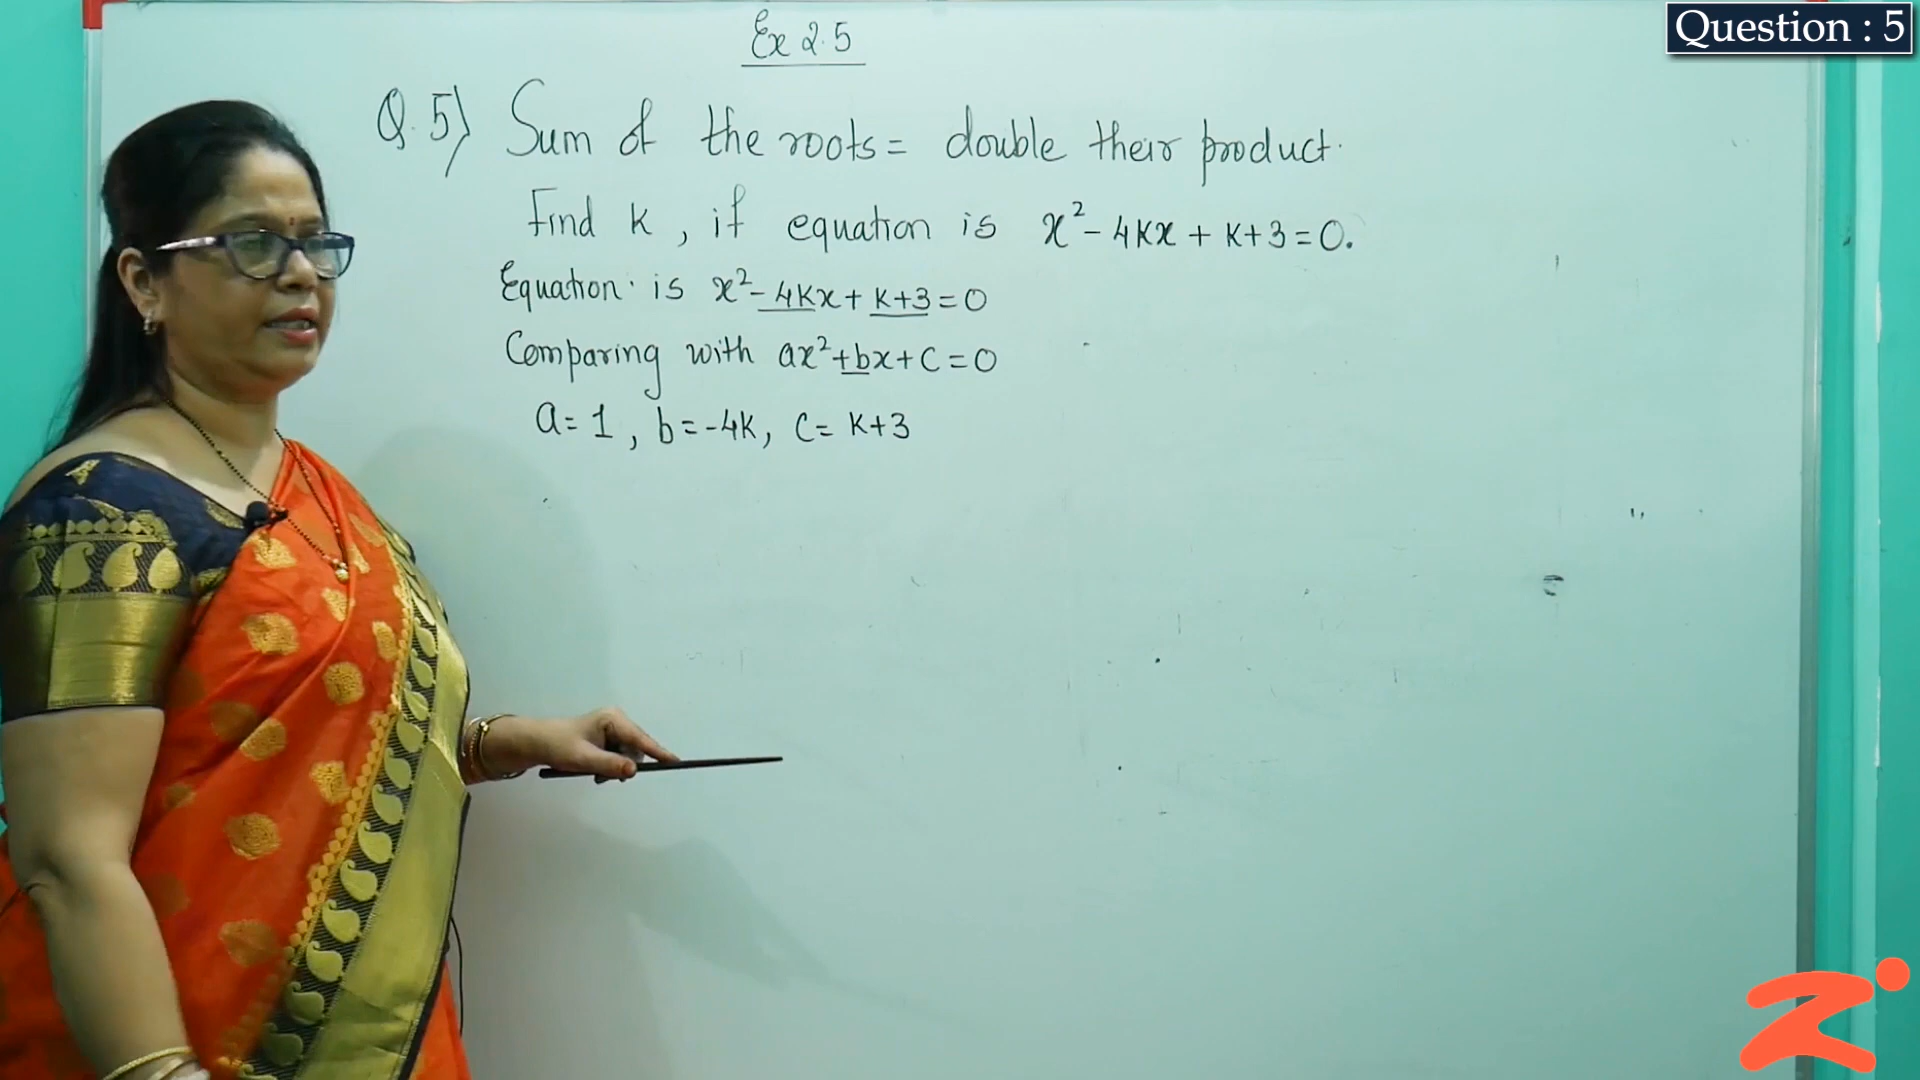 Question : 5
Ex 2.5
Q.5) Sum of the roots = double their product.
Find K, if equation is x² - 4Kx + K+3 = 0.
Equation is x² - 4Kx + K+3 = 0
Comparing with ax² + bx + c = 0
a = 1, b = -4K, c = K+3